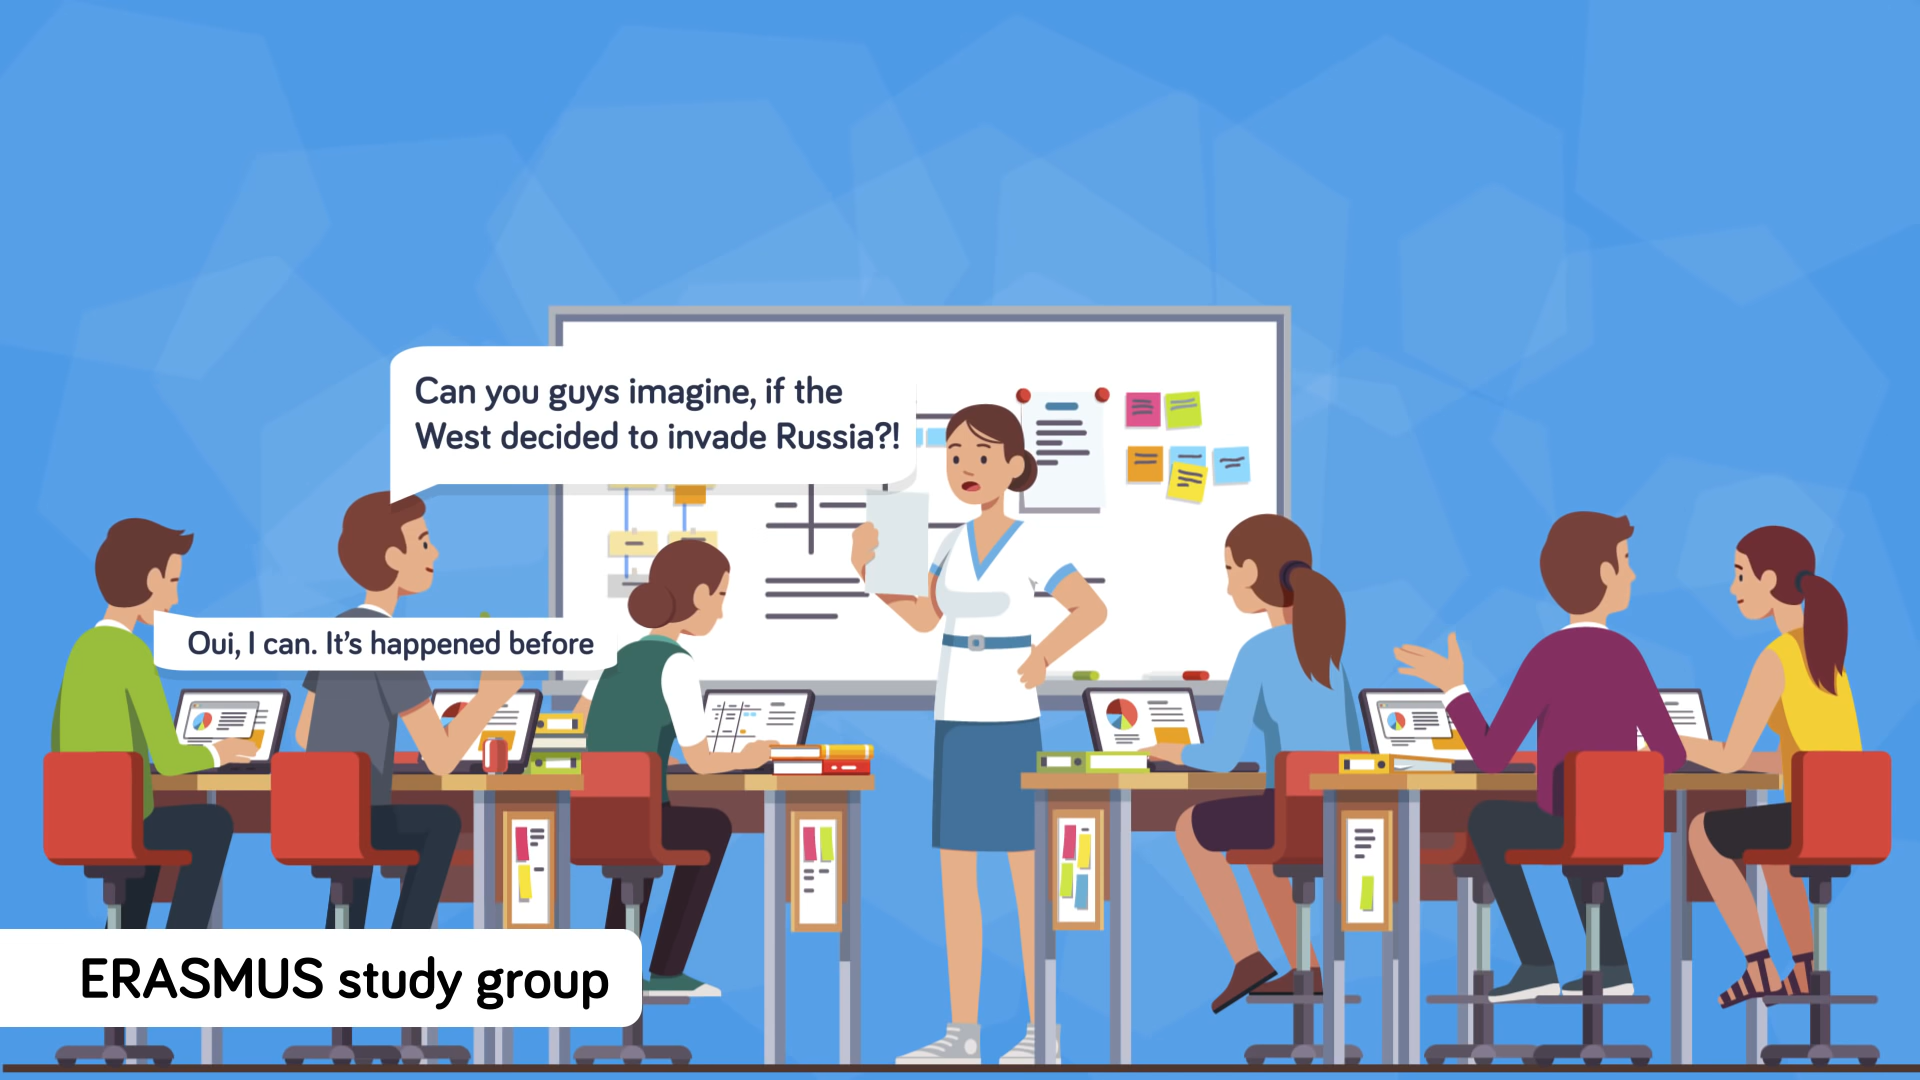 Can you guys imagine, if the
West decided to invade Russia?!
Oui, I can. It’s happened before
ERASMUS study group